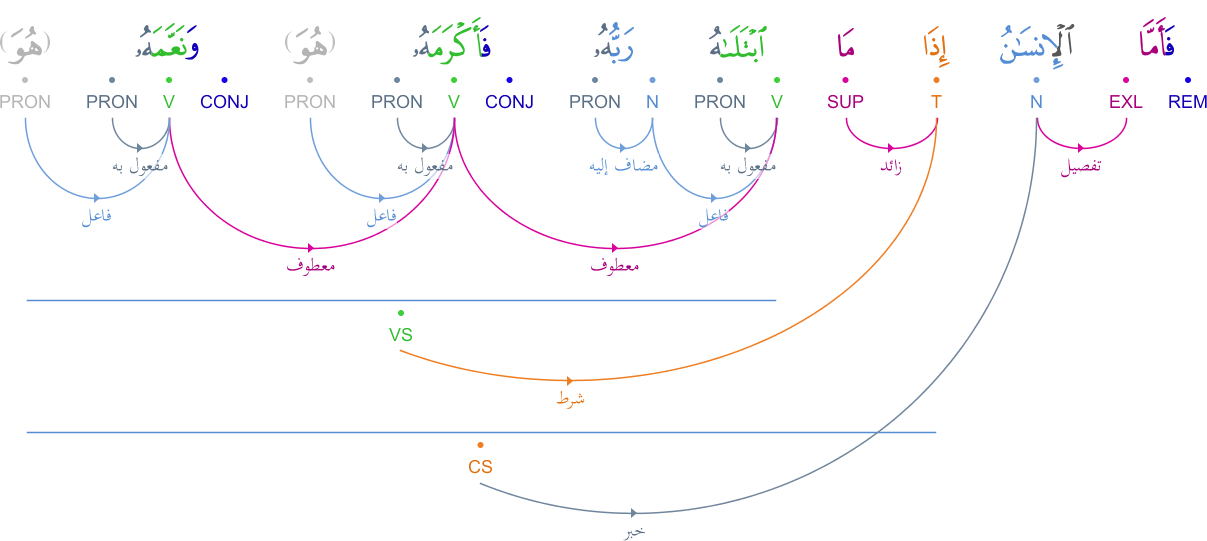 فَأَمَّا ٱلْإِنسَـٰنُ إِذَا مَا ٱبْتَلَىٰهُ رَبُّهُۥ فَأَكْرَمَهُۥ (هُوَ) وَنَعَّمَهُۥ (هُوَ)
REM EXL N T SUP V PRON N PRON CONJ V PRON PRON CONJ V PRON PRON
تفصيل زائد مفعول به مضاف إليه مفعول به مفعول به
فاعل فاعل فاعل
معطوف معطوف
VS
شرط
CS
خبر